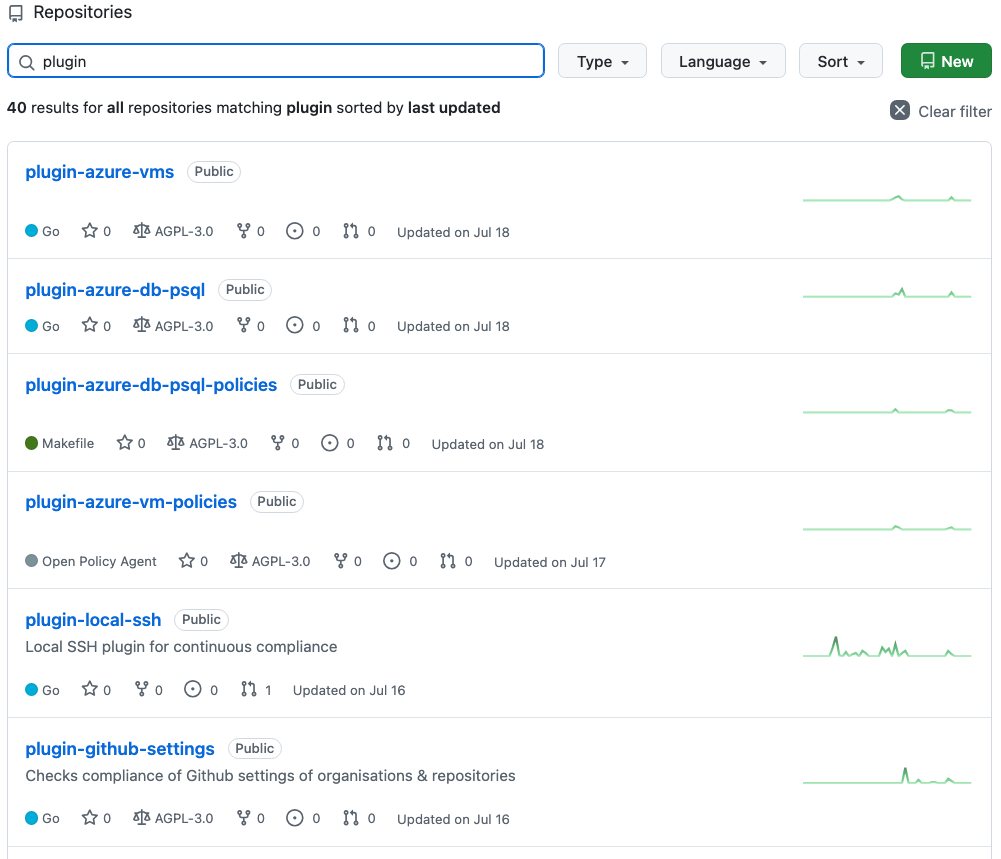 Repositories
plugin
Type
Language
Sort
New
40 results for all repositories matching plugin sorted by last updated
Clear filter
plugin-azure-vms Public
Go 0 AGPL-3.0 0 0 0 Updated on Jul 18
plugin-azure-db-psql Public
Go 0 AGPL-3.0 0 0 0 Updated on Jul 18
plugin-azure-db-psql-policies Public
Makefile 0 AGPL-3.0 0 0 0 Updated on Jul 18
plugin-azure-vm-policies Public
Open Policy Agent 0 AGPL-3.0 0 0 0 Updated on Jul 17
plugin-local-ssh Public
Local SSH plugin for continuous compliance
Go 0 0 0 1 Updated on Jul 16
plugin-github-settings Public
Checks compliance of Github settings of organisations & repositories
Go 0 AGPL-3.0 0 0 0 Updated on Jul 16